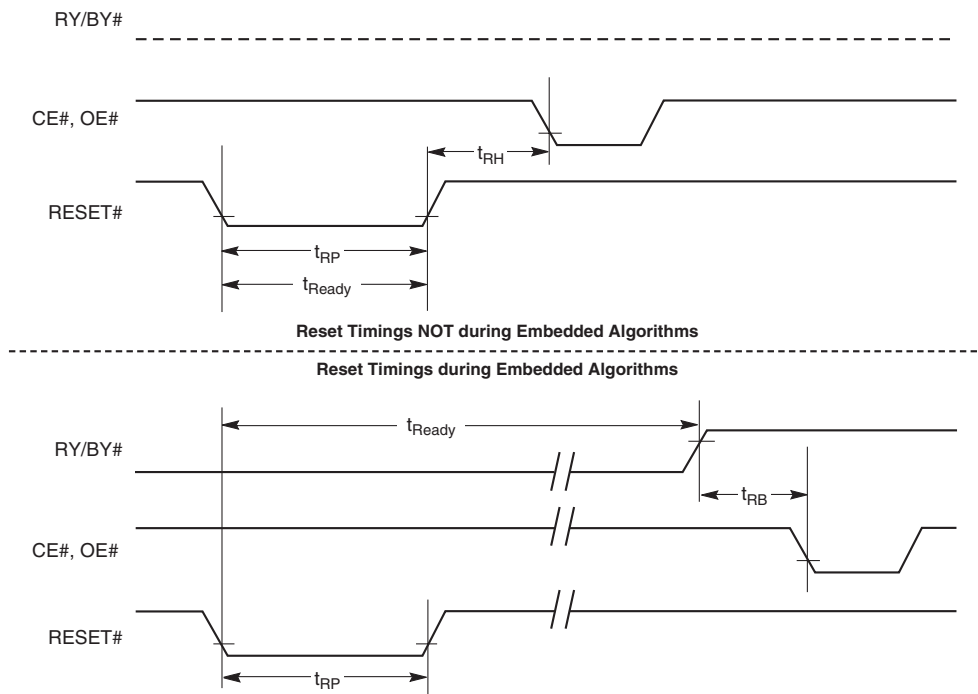 RY/BY#
CE#, OE#
tRH
RESET#
tRP
tReady
Reset Timings NOT during Embedded Algorithms
Reset Timings during Embedded Algorithms
tReady
RY/BY#
tRB
CE#, OE#
RESET#
tRP